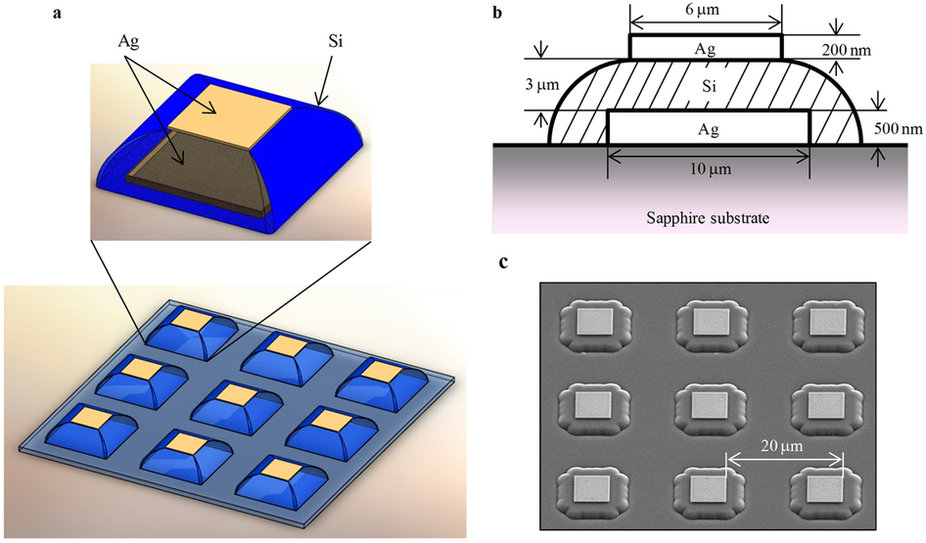 a
Ag
Si
b
6 μm
Ag
200 nm
3 μm
Si
Ag
500 nm
10 μm
Sapphire substrate
c
20 μm